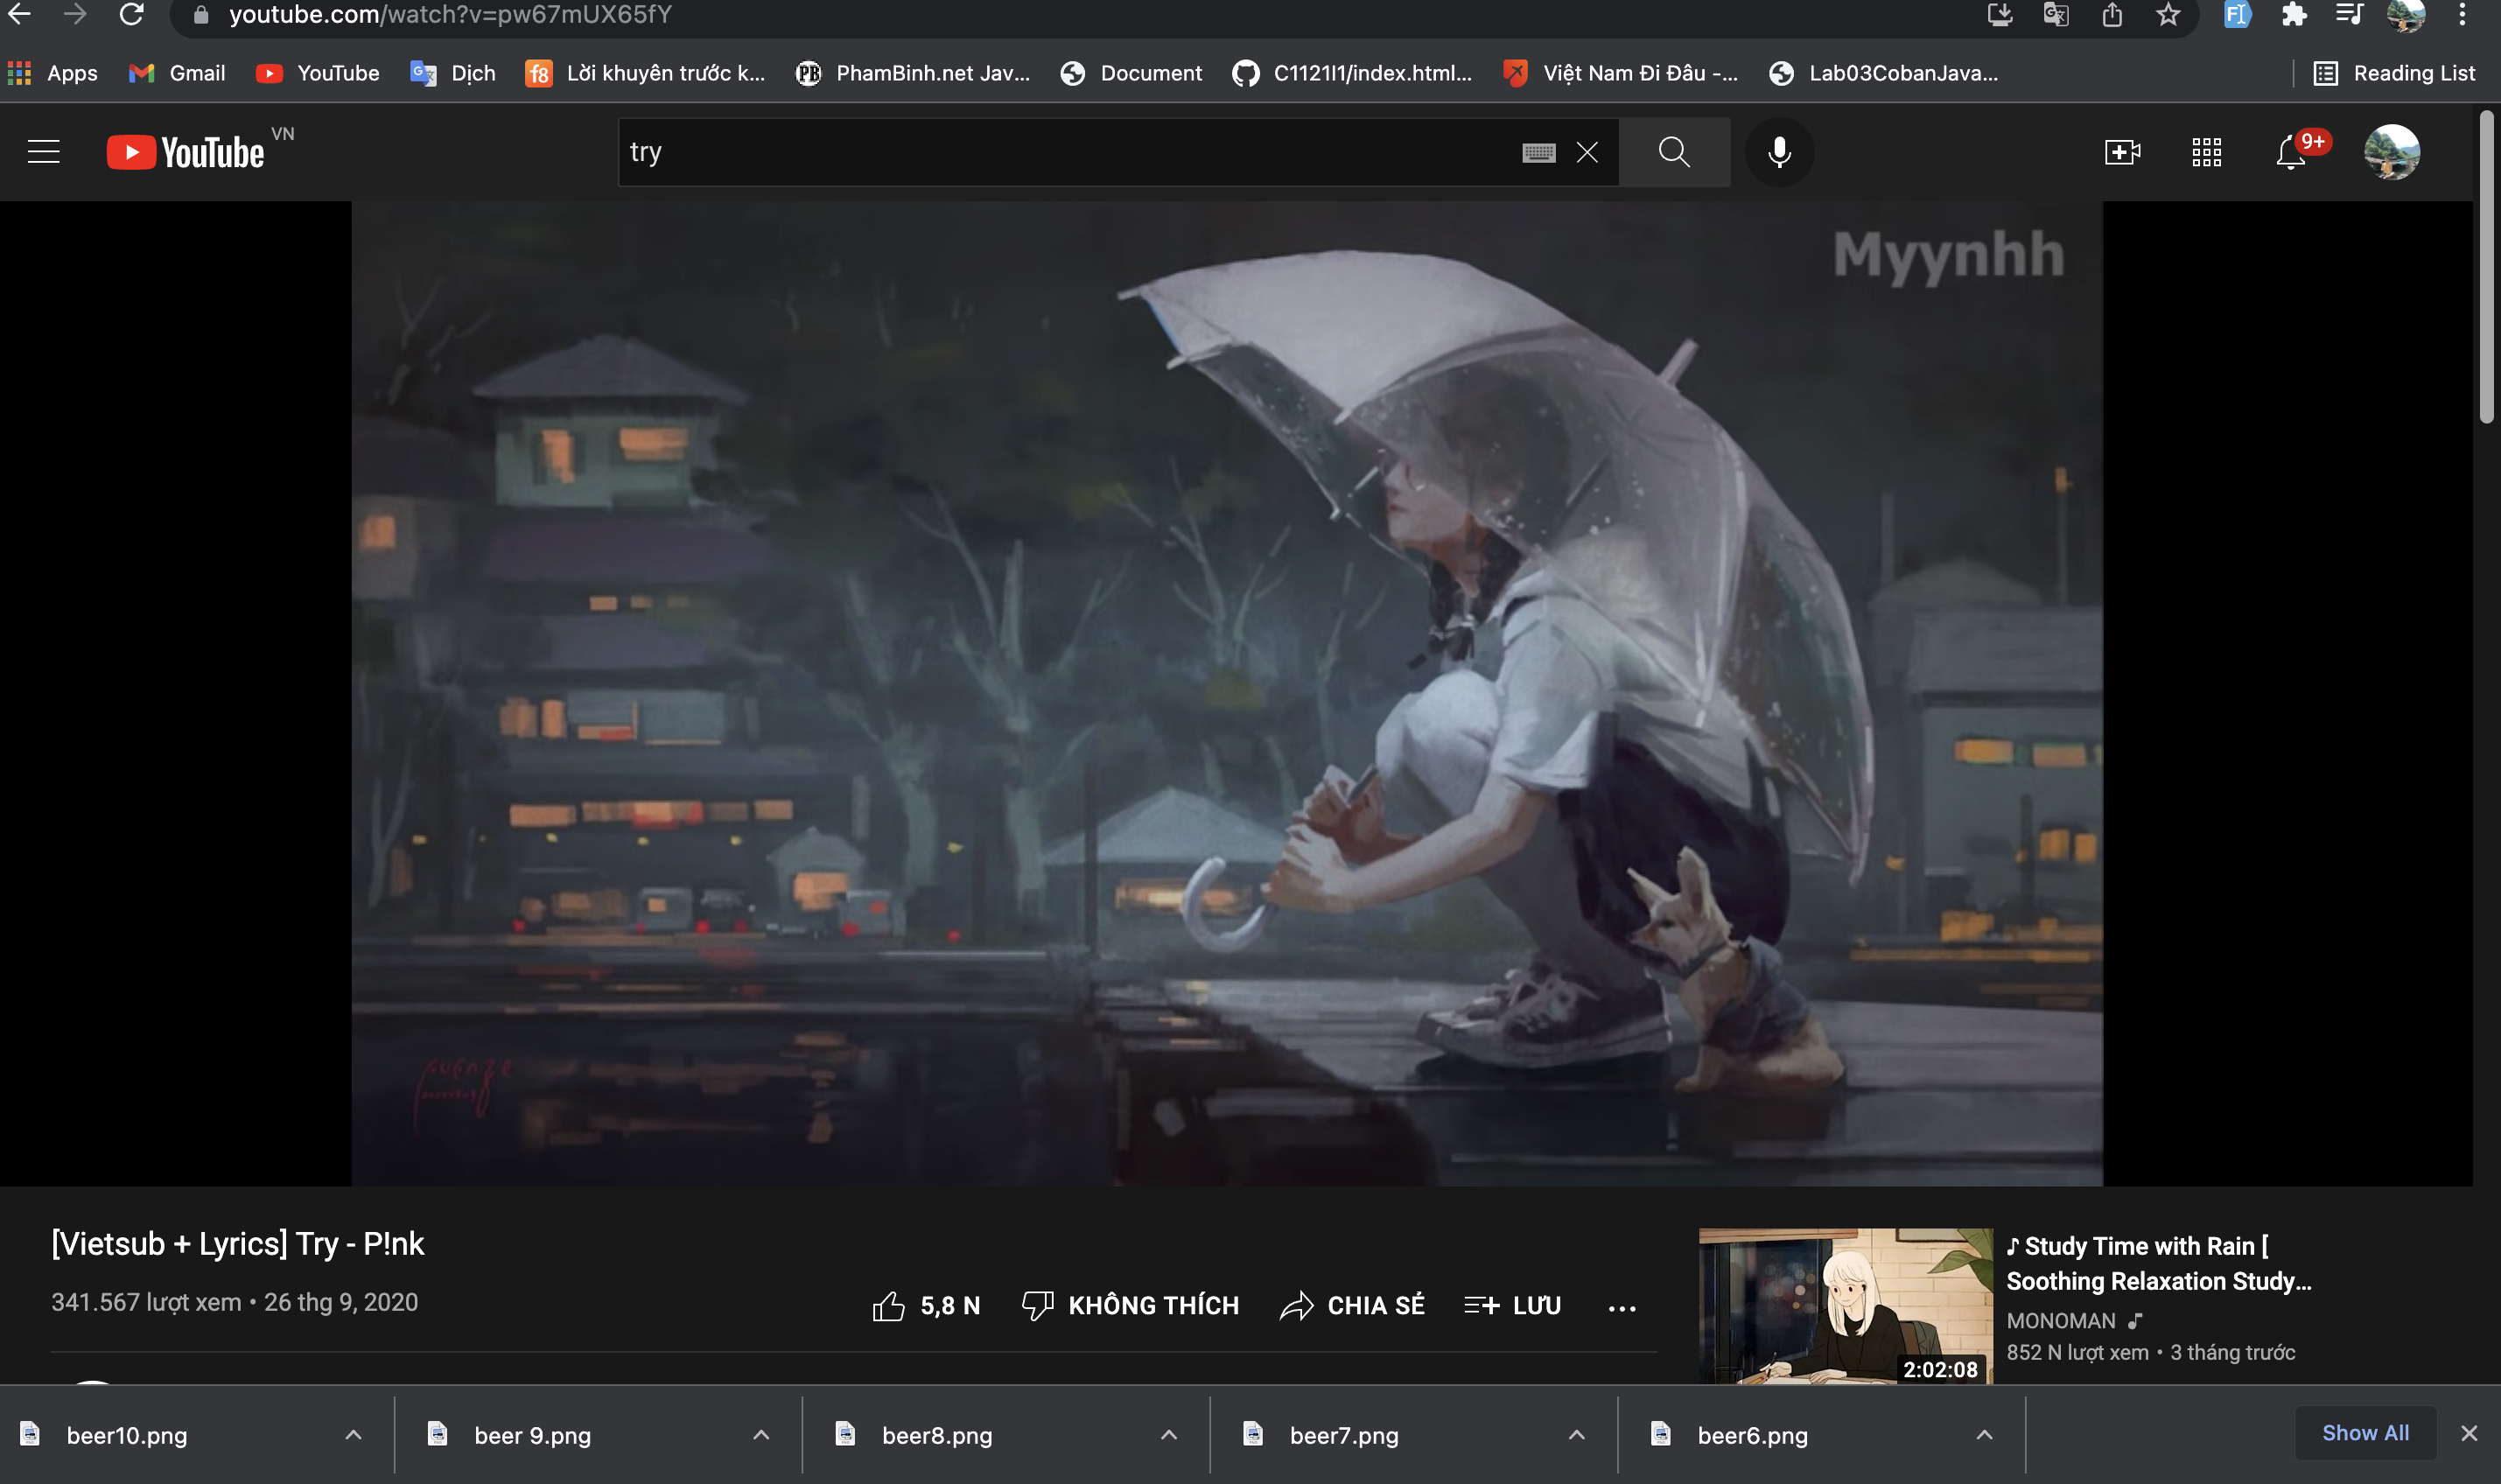 youtube.com/watch?v=pw67mUX65fY
Apps Gmail YouTube Dịch Lời khuyên trước k... PhamBinh.net Jav... Document C1121I1/index.html... Việt Nam Đi Đâu -... Lab03CobanJava... Reading List
YouTube VN
try
9+
Myynhh
[Vietsub + Lyrics] Try - P!nk
341.567 lượt xem • 26 thg 9, 2020
5,8 N KHÔNG THÍCH CHIA SẺ LƯU
♪ Study Time with Rain [
Soothing Relaxation Study...
MONOMAN
852 N lượt xem • 3 tháng trước
2:02:08
beer10.png beer 9.png beer8.png beer7.png beer6.png Show All